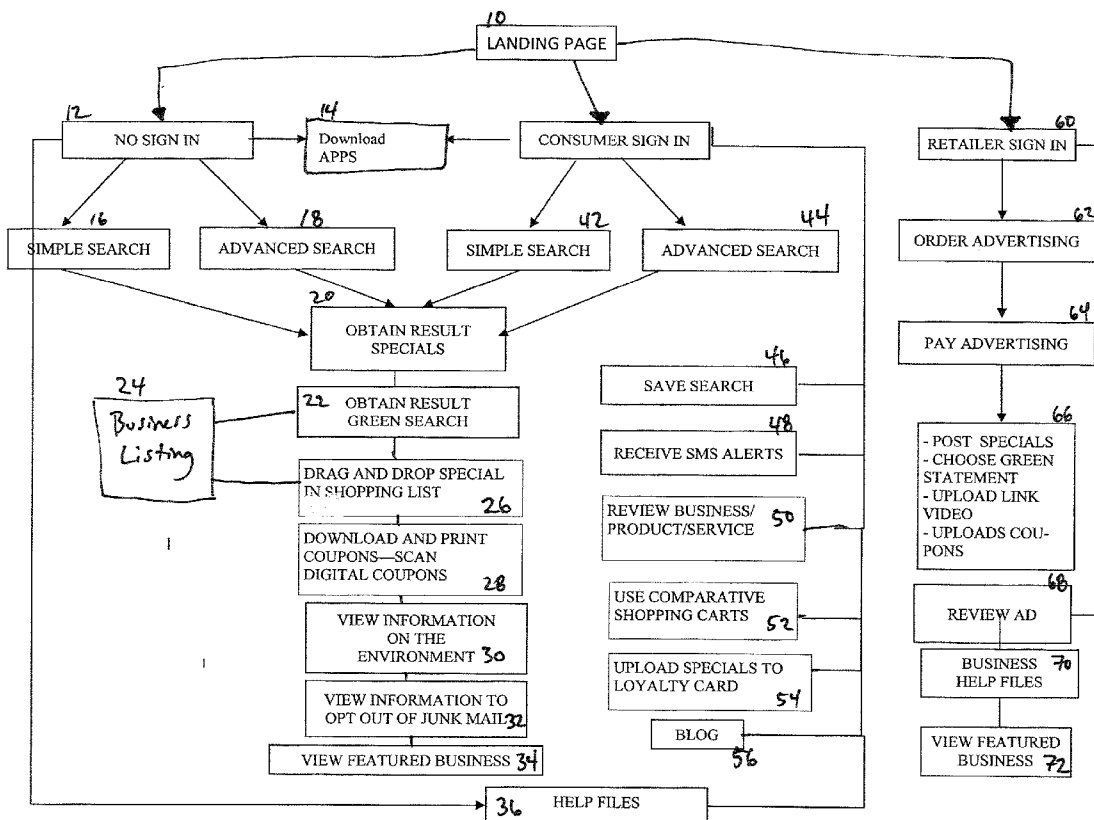 10
LANDING PAGE
12
NO SIGN IN
14
Download
APPS
CONSUMER SIGN IN
60
RETAILER SIGN IN
16
SIMPLE SEARCH
18
ADVANCED SEARCH
42
SIMPLE SEARCH
44
ADVANCED SEARCH
62
ORDER ADVERTISING
20
OBTAIN RESULT
SPECIALS
64
PAY ADVERTISING
24
Business
Listing
22 OBTAIN RESULT
GREEN SEARCH
46
SAVE SEARCH
48
RECEIVE SMS ALERTS
66
- POST SPECIALS
- CHOOSE GREEN
STATEMENT
- UPLOAD LINK
VIDEO
- UPLOADS COU-
PONS
DRAG AND DROP SPECIAL
IN SHOPPING LIST 26
REVIEW BUSINESS/ 50
PRODUCT/SERVICE
DOWNLOAD AND PRINT
COUPONS—SCAN
DIGITAL COUPONS 28
USE COMPARATIVE
SHOPPING CARTS 52
68
REVIEW AD
VIEW INFORMATION
ON THE
ENVIRONMENT 30
UPLOAD SPECIALS TO
LOYALTY CARD 54
BUSINESS 70
HELP FILES
VIEW INFORMATION TO
OPT OUT OF JUNK MAIL 32
BLOG
56
VIEW FEATURED
BUSINESS 72
VIEW FEATURED BUSINESS 34
36 HELP FILES